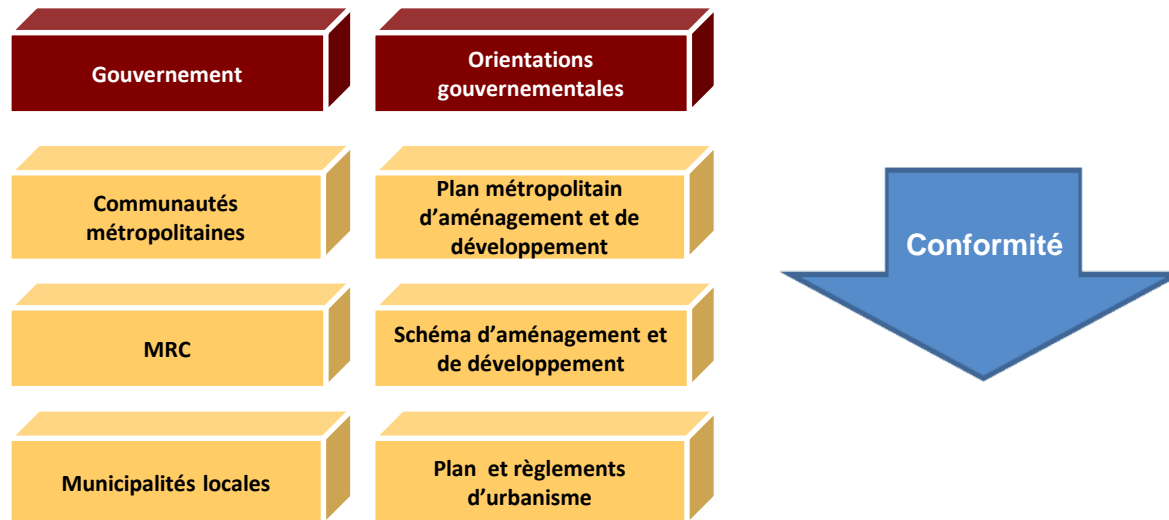 Gouvernement
Orientations
gouvernementales
Communautés
métropolitaines
Plan métropolitain
d’aménagement et de
développement
Conformité
MRC
Schéma d’aménagement et
de développement
Municipalités locales
Plan et règlements
d’urbanisme